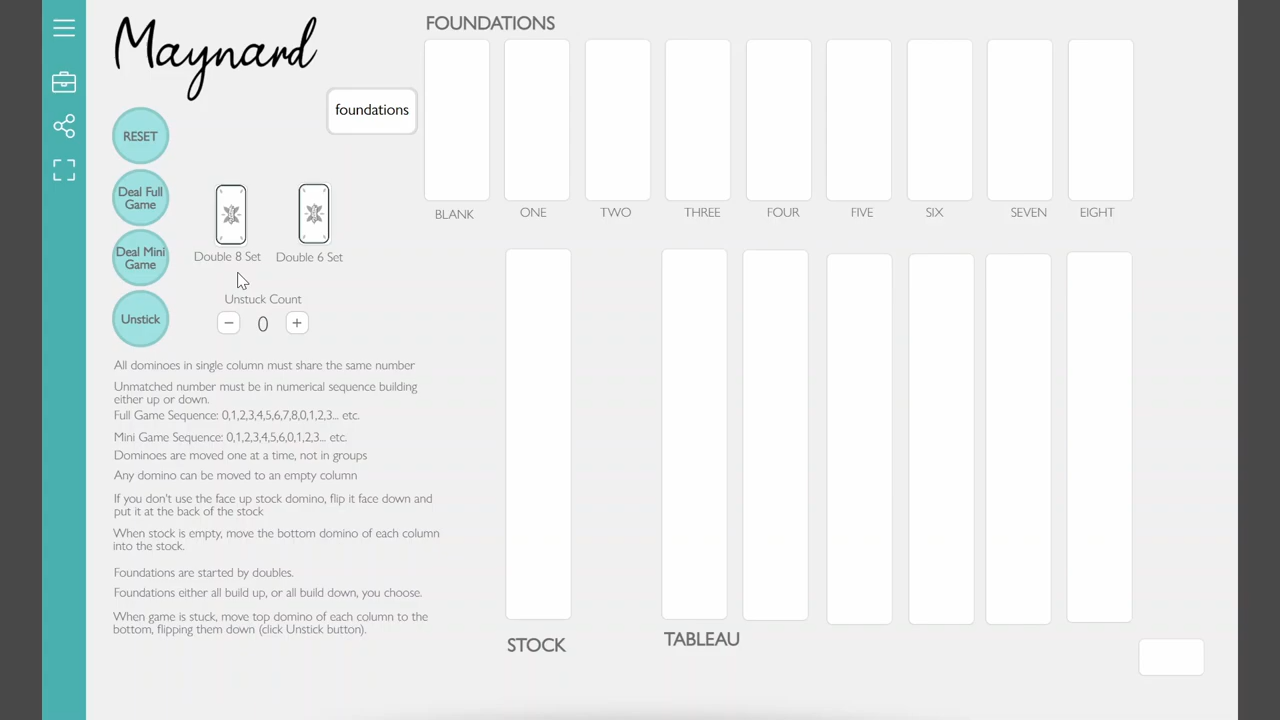 Maynard
FOUNDATIONS
foundations
RESET
Deal Full
Game
Deal Mini
Game
Unstick
Double 8 Set
Double 6 Set
Unstuck Count
− 0 +
BLANK
ONE
TWO
THREE
FOUR
FIVE
SIX
SEVEN
EIGHT
All dominoes in single column must share the same number
Unmatched number must be in numerical sequence building
either up or down.
Full Game Sequence: 0,1,2,3,4,5,6,7,8,0,1,2,3... etc.
Mini Game Sequence: 0,1,2,3,4,5,6,0,1,2,3... etc.
Dominoes are moved one at a time, not in groups
Any domino can be moved to an empty column
If you don't use the face up stock domino, flip it face down and
put it at the back of the stock
When stock is empty, move the bottom domino of each column
into the stock.
Foundations are started by doubles.
Foundations either all build up, or all build down, you choose.
When game is stuck, move top domino of each column to the
bottom, flipping them down (click Unstick button).
STOCK
TABLEAU